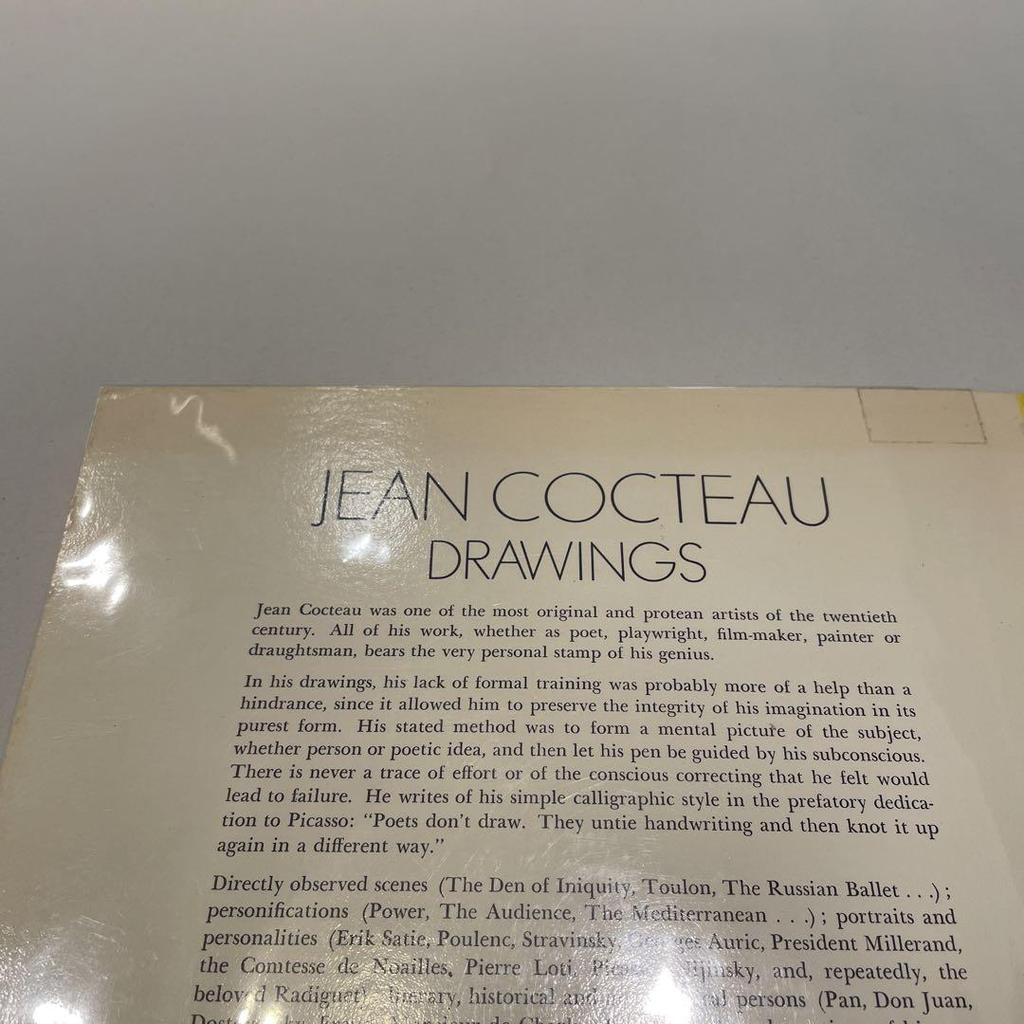 JEAN COCTEAU
DRAWINGS
Jean Cocteau was one of the most original and protean artists of the twentieth
century. All of his work, whether as poet, playwright, film-maker, painter or
draughtsman, bears the very personal stamp of his genius.
In his drawings, his lack of formal training was probably more of a help than a
hindrance, since it allowed him to preserve the integrity of his imagination in its
purest form. His stated method was to form a mental picture of the subject,
whether person or poetic idea, and then let his pen be guided by his subconscious.
There is never a trace of effort or of the conscious correcting that he felt would
lead to failure. He writes of his simple calligraphic style in the prefatory dedica-
tion to Picasso: “Poets don’t draw. They untie handwriting and then knot it up
again in a different way.”
Directly observed scenes (The Den of Iniquity, Toulon, The Russian Ballet . . .) ;
personifications (Power, The Audience, The Mediterranean . . .) ; portraits and
personalities (Erik Satie, Poulenc, Stravinsky, Georges Auric, President Millerand,
the Comtesse de Noailles, Pierre Loti, Nijinsky, and, repeatedly, the
beloved Radiguet) literary, historical and persons (Pan, Don Juan,